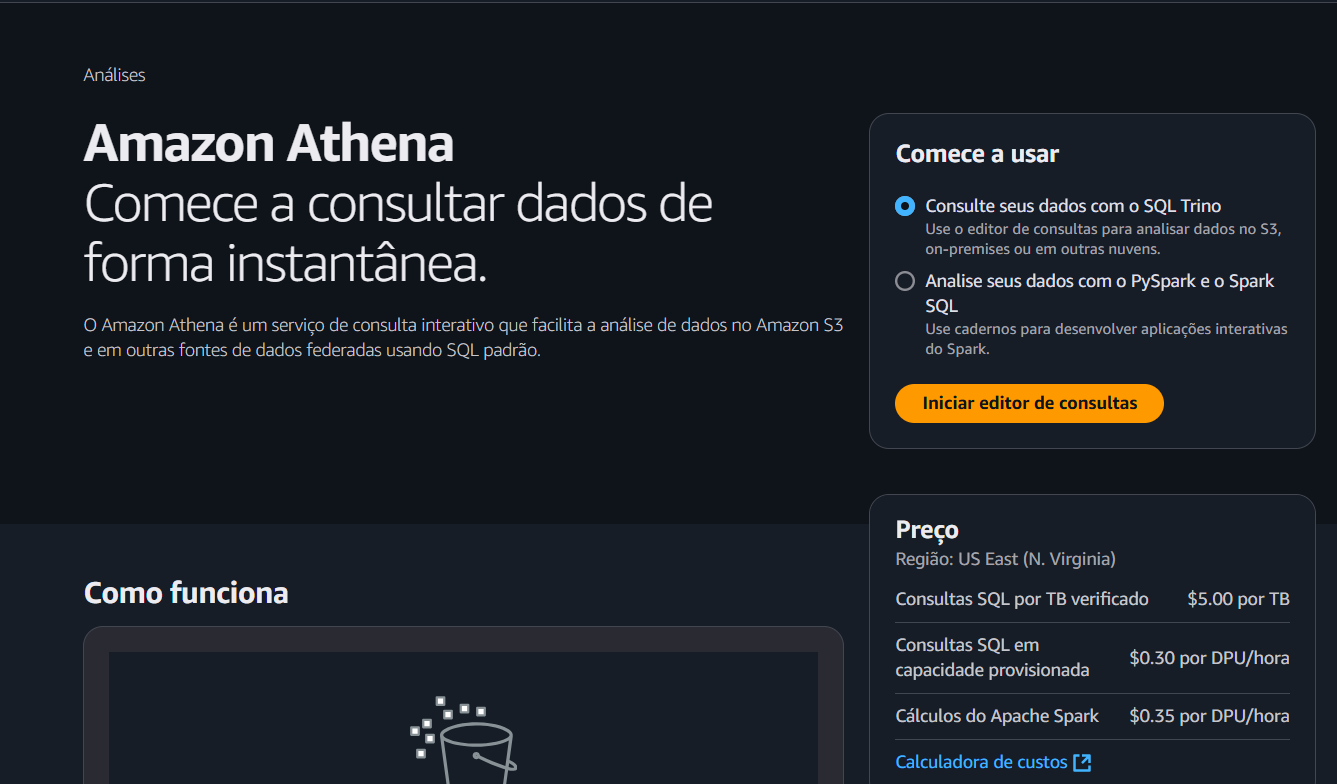 Análises
Amazon Athena
Comece a consultar dados de
forma instantânea.
O Amazon Athena é um serviço de consulta interativo que facilita a análise de dados no Amazon S3
e em outras fontes de dados federadas usando SQL padrão.
Comece a usar
Consulte seus dados com o SQL Trino
Use o editor de consultas para analisar dados no S3,
on-premises ou em outras nuvens.
Analise seus dados com o PySpark e o Spark
SQL
Use cadernos para desenvolver aplicações interativas
do Spark.
Iniciar editor de consultas
Como funciona
Preço
Região: US East (N. Virginia)
Consultas SQL por TB verificado $5.00 por TB
Consultas SQL em
capacidade provisionada $0.30 por DPU/hora
Cálculos do Apache Spark $0.35 por DPU/hora
Calculadora de custos